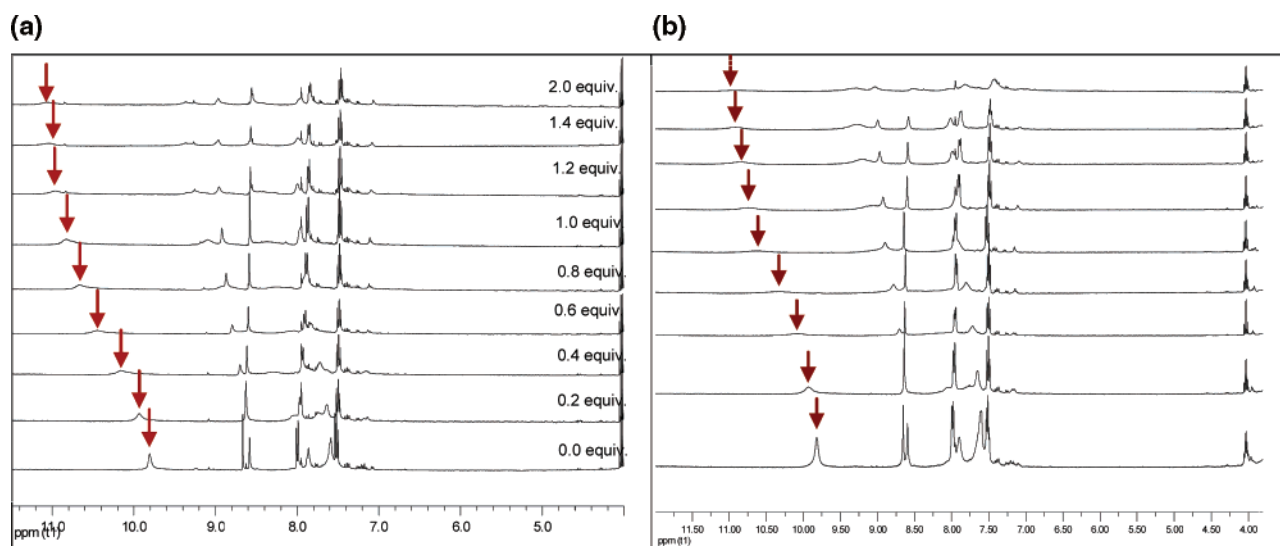 (a)
2.0 equiv.
1.4 equiv.
1.2 equiv.
1.0 equiv.
0.8 equiv.
0.6 equiv.
0.4 equiv.
0.2 equiv.
0.0 equiv.
11.0 10.0 9.0 8.0 7.0 6.0 5.0
ppm (t1)
(b)
11.50 11.00 10.50 10.00 9.50 9.00 8.50 8.00 7.50 7.00 6.50 6.00 5.50 5.00 4.50 4.00
ppm (t1)